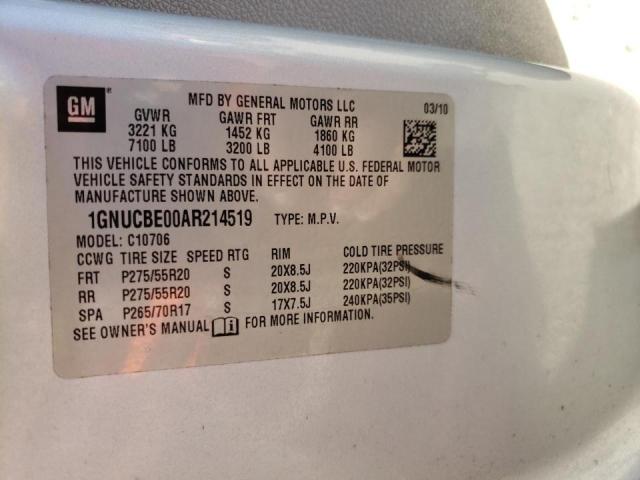 GM ®
MFD BY GENERAL MOTORS LLC 03/10
GVWR GAWR FRT GAWR RR
3221 KG 1452 KG 1860 KG
7100 LB 3200 LB 4100 LB
THIS VEHICLE CONFORMS TO ALL APPLICABLE U.S. FEDERAL MOTOR
VEHICLE SAFETY STANDARDS IN EFFECT ON THE DATE OF
MANUFACTURE SHOWN ABOVE.
1GNUCBE00AR214519 TYPE: M.P.V.
MODEL: C10706
CCWG TIRE SIZE SPEED RTG RIM COLD TIRE PRESSURE
FRT P275/55R20 S 20X8.5J 220KPA(32PSI)
RR P275/55R20 S 20X8.5J 220KPA(32PSI)
SPA P265/70R17 S 17X7.5J 240KPA(35PSI)
SEE OWNER'S MANUAL FOR MORE INFORMATION.